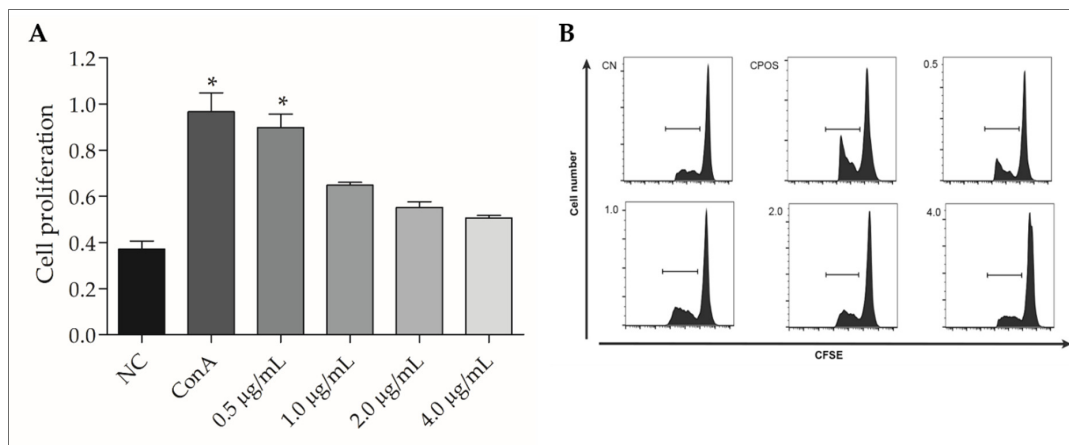 A
Cell proliferation
1.2
1.0
0.8
0.6
0.4
0.2
0.0
*
*
NC
ConA
0.5 µg/mL
1.0 µg/mL
2.0 µg/mL
4.0 µg/mL
B
Cell number
CN
CPOS
0.5
1.0
2.0
4.0
CFSE